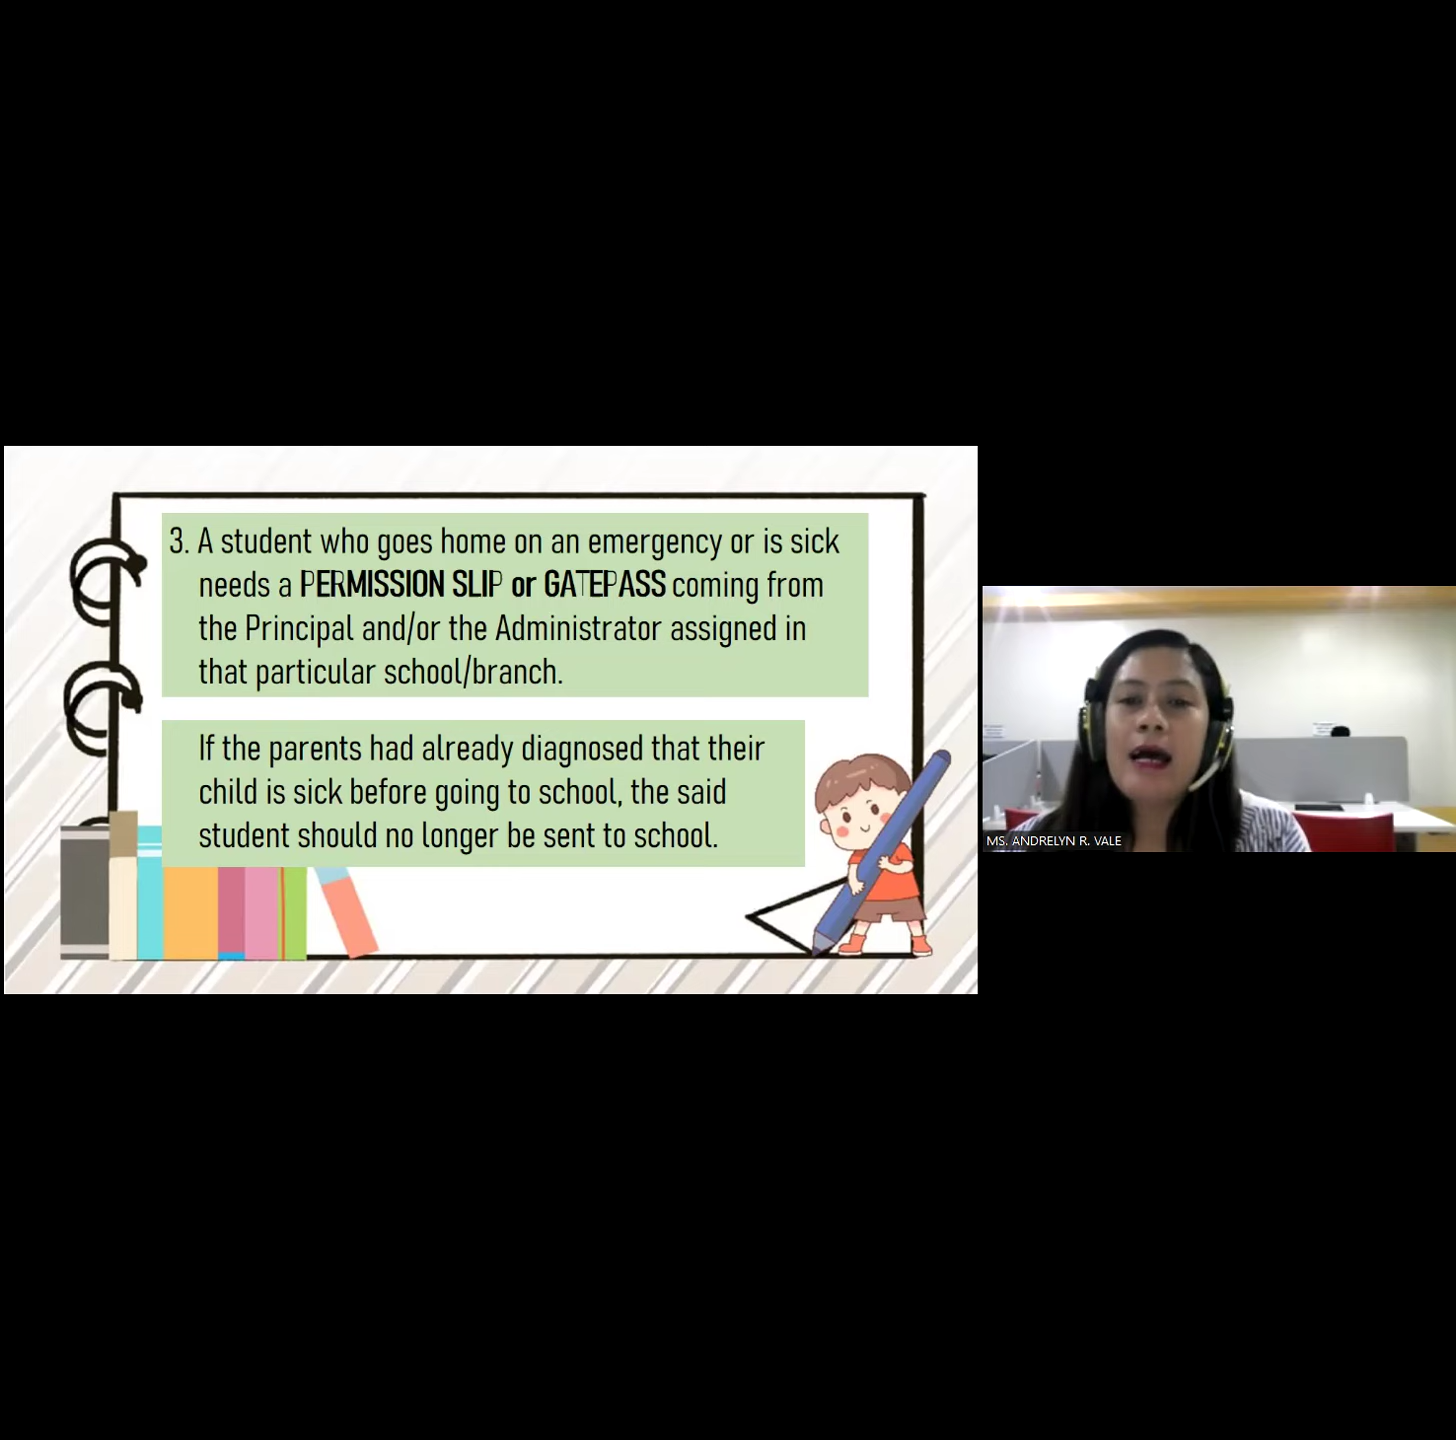 3. A student who goes home on an emergency or is sick
needs a PERMISSION SLIP or GATEPASS coming from
the Principal and/or the Administrator assigned in
that particular school/branch.
If the parents had already diagnosed that their
child is sick before going to school, the said
student should no longer be sent to school.
MS. ANDRELYN R. VALE